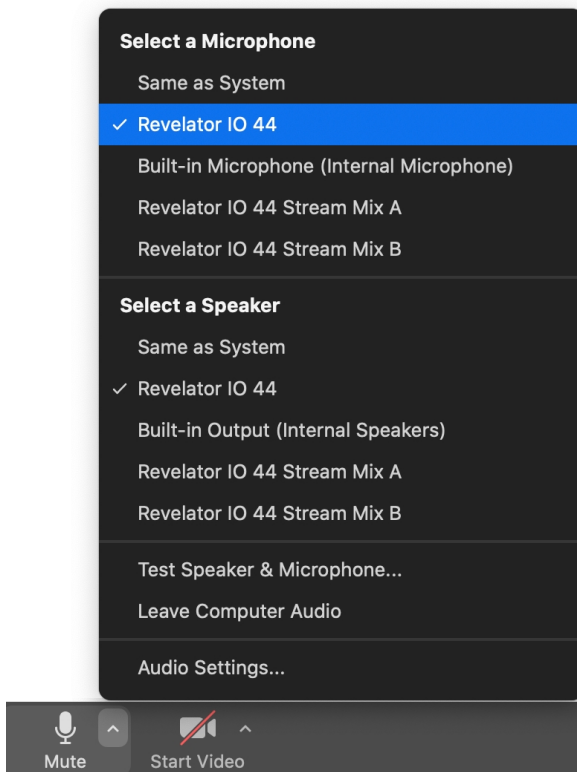 Select a Microphone
Same as System
✓ Revelator IO 44
Built-in Microphone (Internal Microphone)
Revelator IO 44 Stream Mix A
Revelator IO 44 Stream Mix B
Select a Speaker
Same as System
✓ Revelator IO 44
Built-in Output (Internal Speakers)
Revelator IO 44 Stream Mix A
Revelator IO 44 Stream Mix B
Test Speaker & Microphone...
Leave Computer Audio
Audio Settings...
Mute Start Video